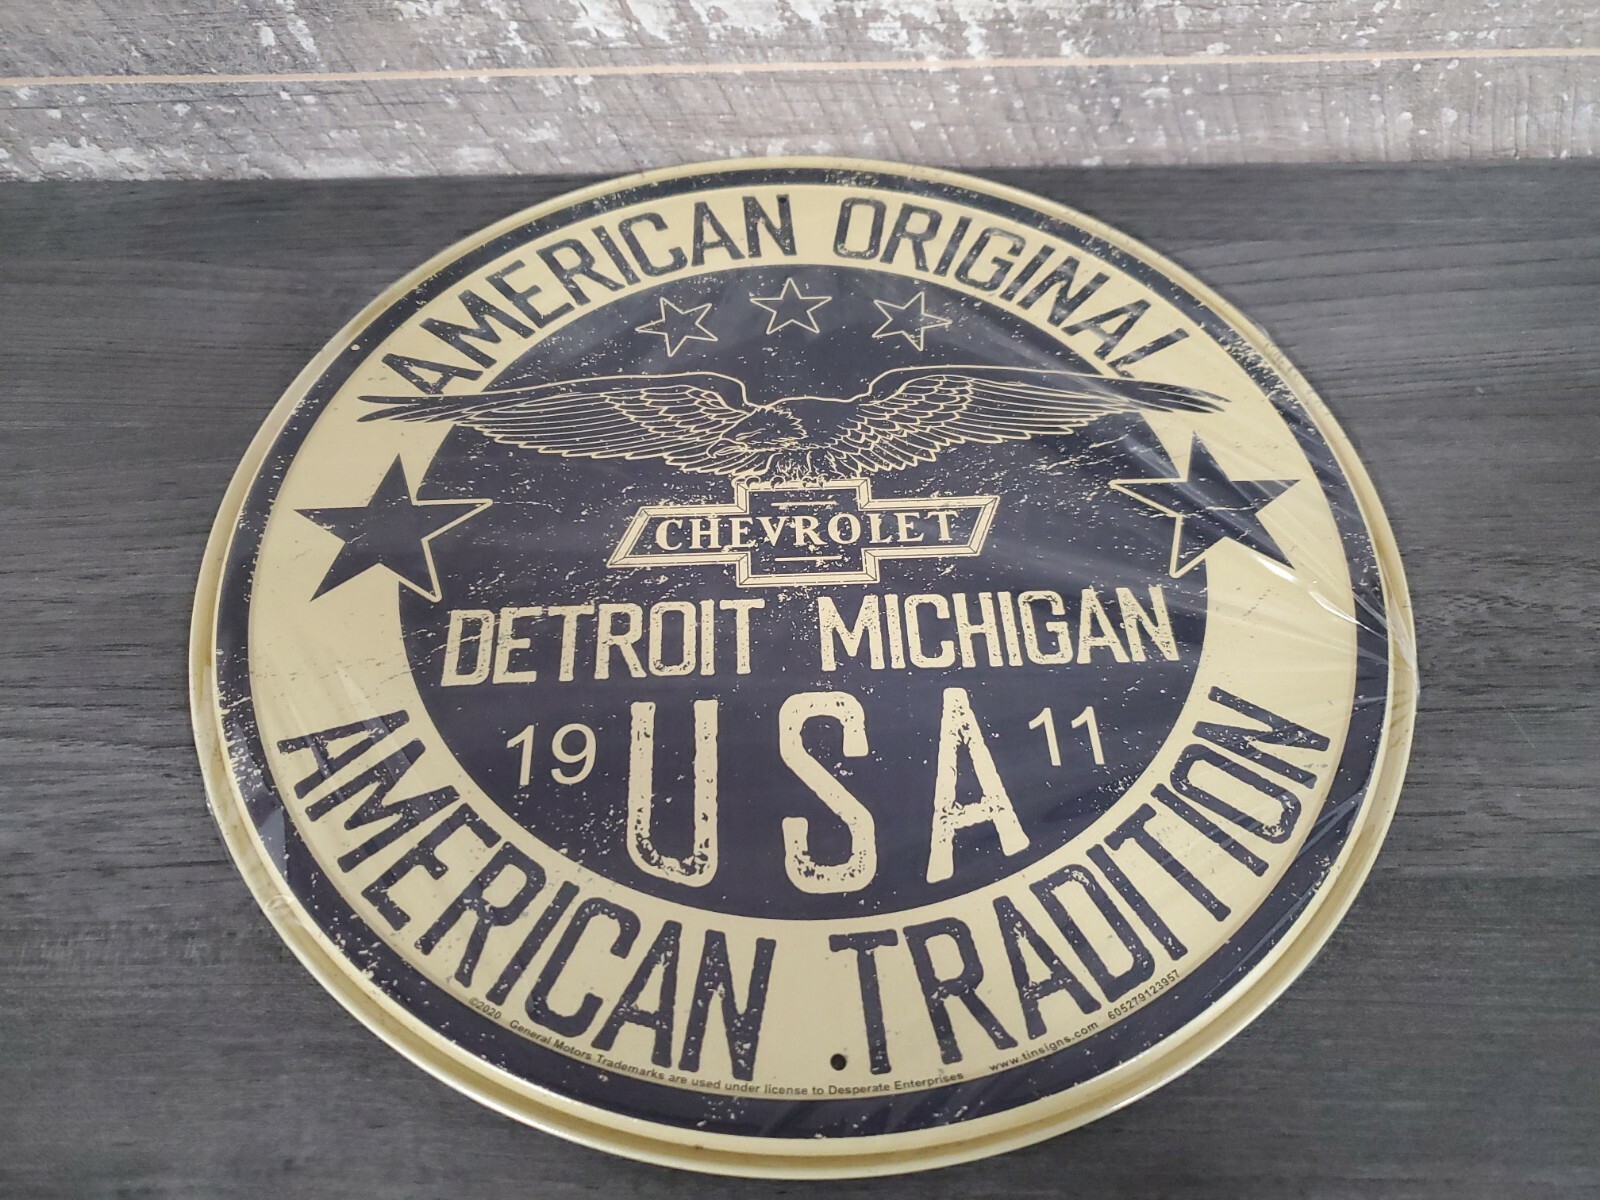 AMERICAN ORIGINAL
CHEVROLET
DETROIT MICHIGAN
19 USA 11
AMERICAN TRADITION
©2020 General Motors Trademarks are used under license to Desperate Enterprises www.tinsigns.com 605279123957